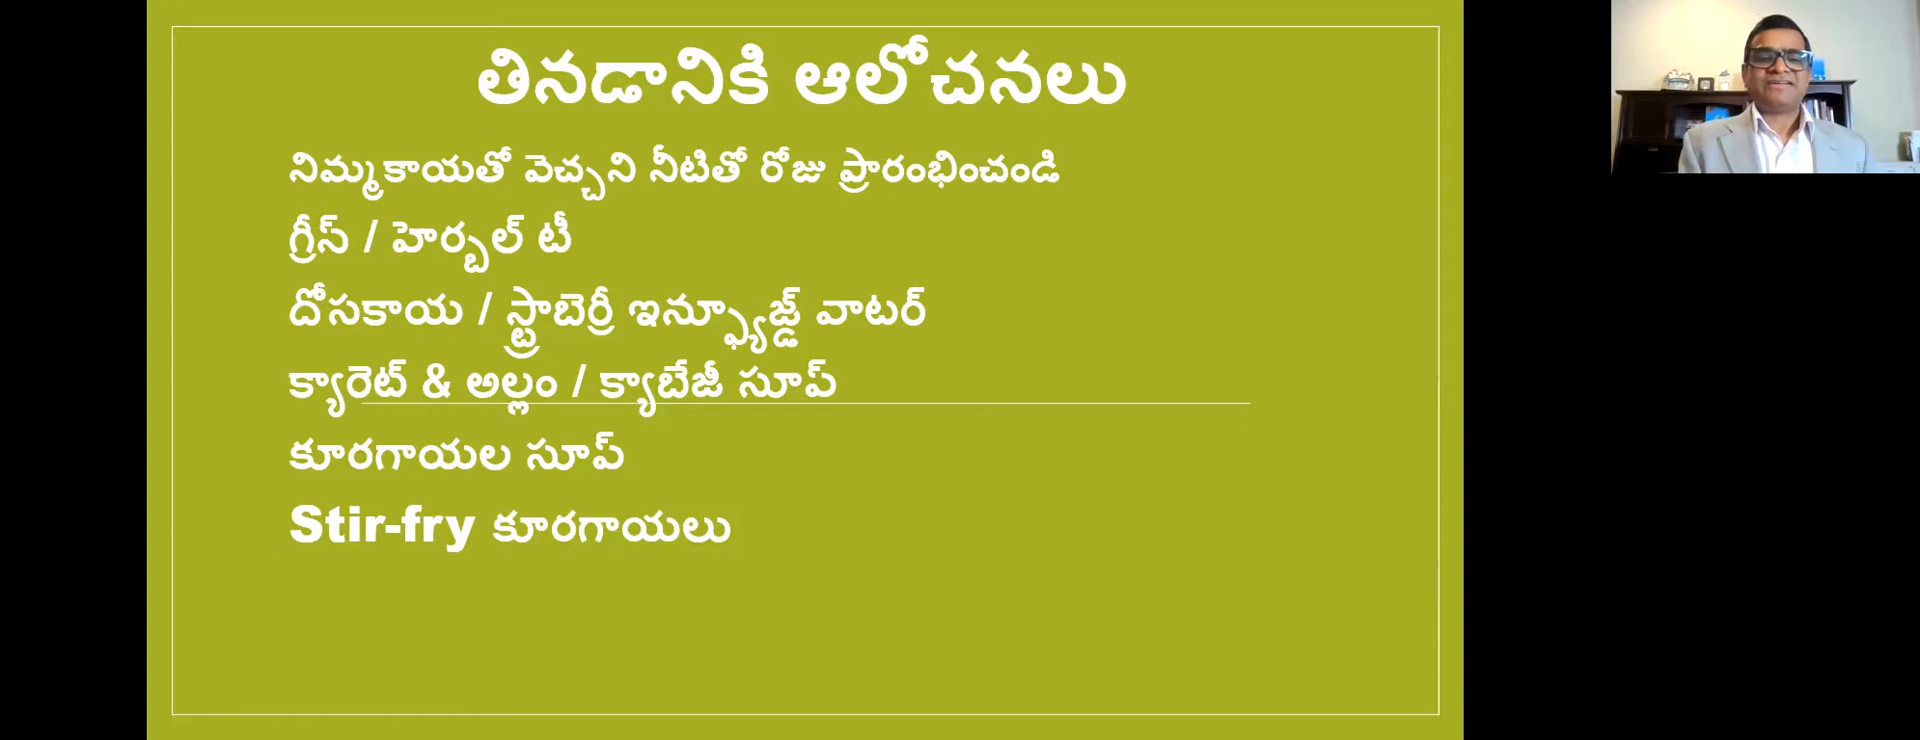 తినడానికి ఆలోచనలు
నిమ్మకాయతో వెచ్చని నీటితో రోజు ప్రారంభించండి
గ్రీస్ / హెర్బల్ టీ
దోసకాయ / స్ట్రాబెర్రీ ఇన్ఫ్యూజ్డ్ వాటర్
క్యారెట్ & అల్లం / క్యాబేజీ సూప్
కూరగాయల సూప్
Stir-fry కూరగాయలు